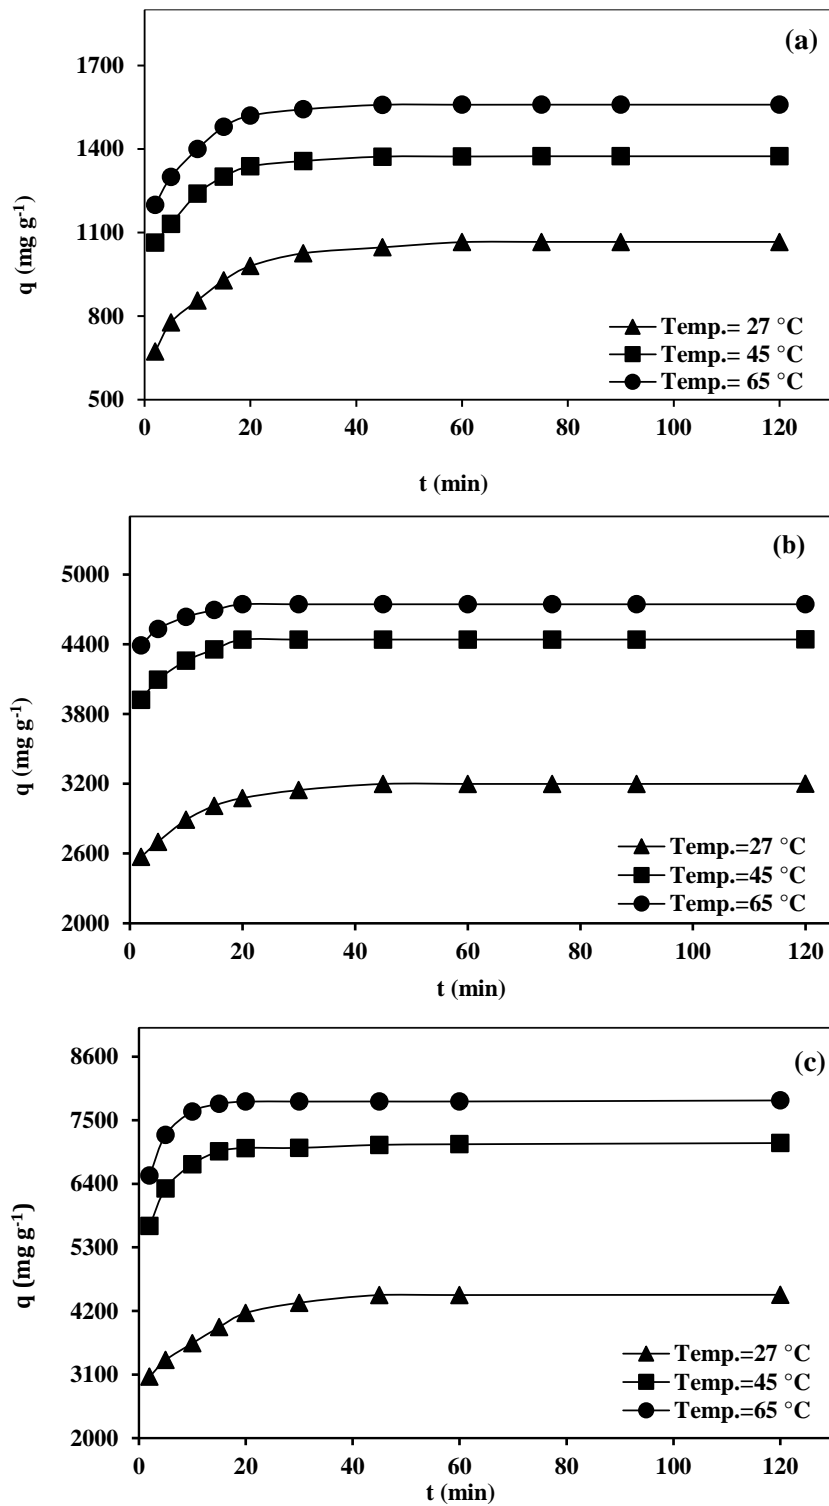 (a)
1700
1400
1100
800
500
q (mg g-1)
Temp.= 27 °C
Temp.= 45 °C
Temp.= 65 °C
0 20 40 60 80 100 120
t (min)
(b)
5000
4400
3800
3200
2600
2000
q (mg g-1)
Temp.=27 °C
Temp.=45 °C
Temp.=65 °C
0 20 40 60 80 100 120
t (min)
(c)
8600
7500
6400
5300
4200
3100
2000
q (mg g-1)
Temp.=27 °C
Temp.=45 °C
Temp.=65 °C
0 20 40 60 80 100 120
t (min)